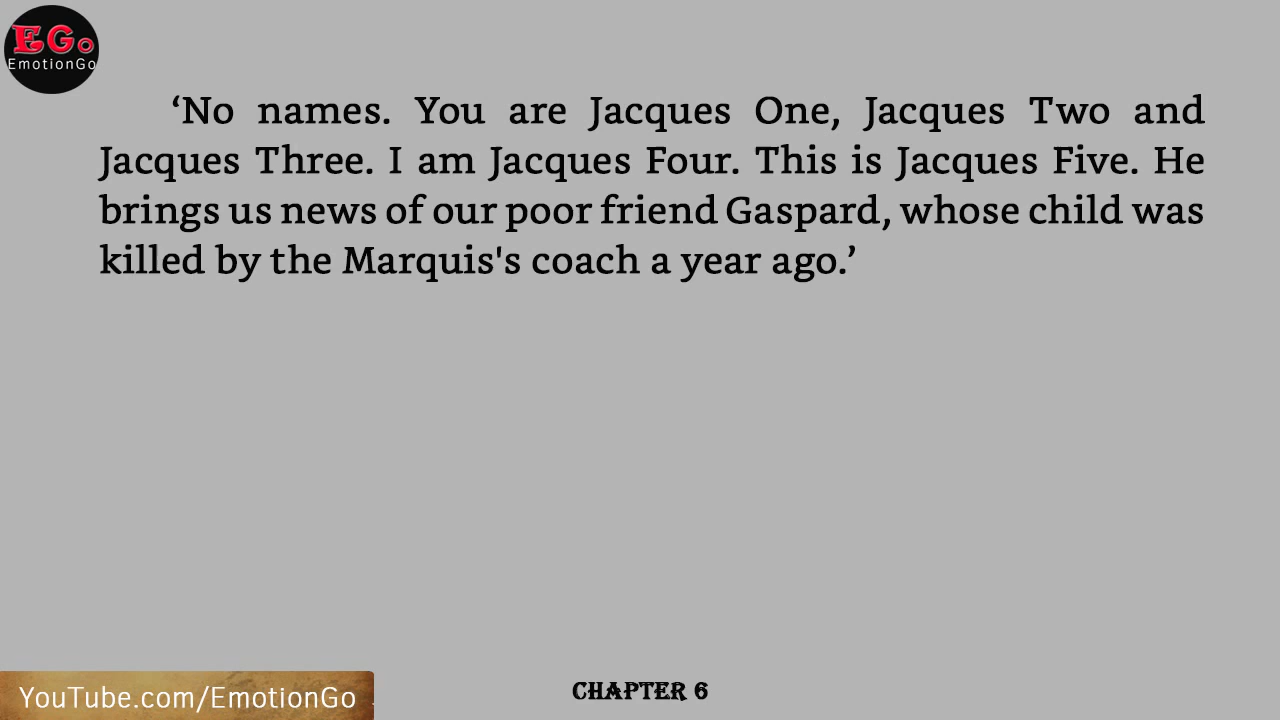 EGo
EmotionGo
‘No names. You are Jacques One, Jacques Two and
Jacques Three. I am Jacques Four. This is Jacques Five. He
brings us news of our poor friend Gaspard, whose child was
killed by the Marquis's coach a year ago.’
YouTube.com/EmotionGo
CHAPTER 6